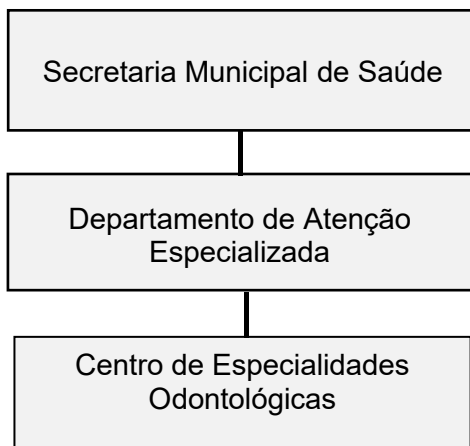 Secretaria Municipal de Saúde
Departamento de Atenção
Especializada
Centro de Especialidades
Odontológicas